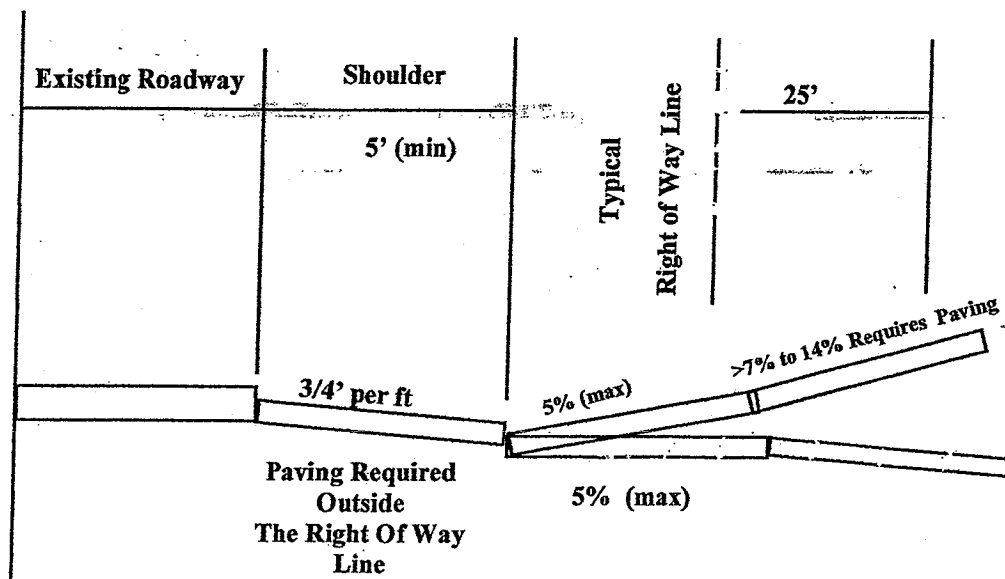 Existing Roadway
Shoulder
5' (min)
Typical
Right of Way Line
25'
3/4' per ft
5% (max)
>7% to 14% Requires Paving
5% (max)
Paving Required
Outside
The Right Of Way
Line